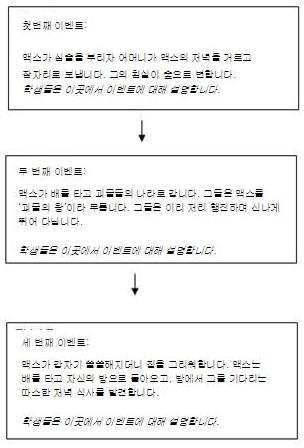 첫번째 이벤트:
맥스가 심술을 부리자 어머니가 맥스의 저녁을 거르고
잠자리로 보냅니다. 그의 침실이 숲으로 변합니다.
학생들은 이곳에서 이벤트에 대해 설명합니다.
두 번째 이벤트:
맥스가 배를 타고 괴물들의 나라로 갑니다. 그들은 맥스를
'괴물의 왕'이라 부릅니다. 그들은 이리 저리 행진하며 신나게
뛰어 다닙니다.
학생들은 이곳에서 이벤트에 대해 설명합니다.
세 번째 이벤트:
맥스가 갑자기 쓸쓸해지더니 집을 그리워합니다. 맥스는
배를 타고 자신의 방으로 돌아오고, 방에서 그를 기다리는
따스한 저녁 식사를 발견합니다.
학생들은 이곳에서 이벤트에 대해 설명합니다.